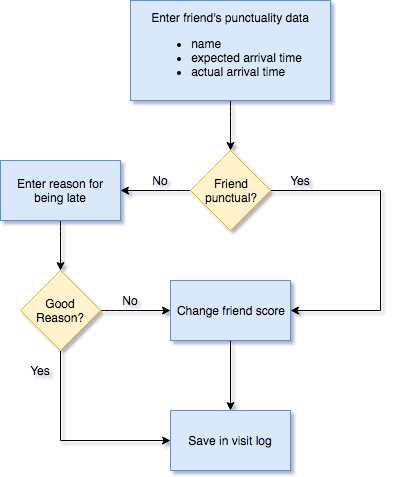 Enter friend's punctuality data
• name
• expected arrival time
• actual arrival time
Friend
punctual?
No
Yes
Enter reason for
being late
Good
Reason?
No
Yes
Change friend score
Save in visit log